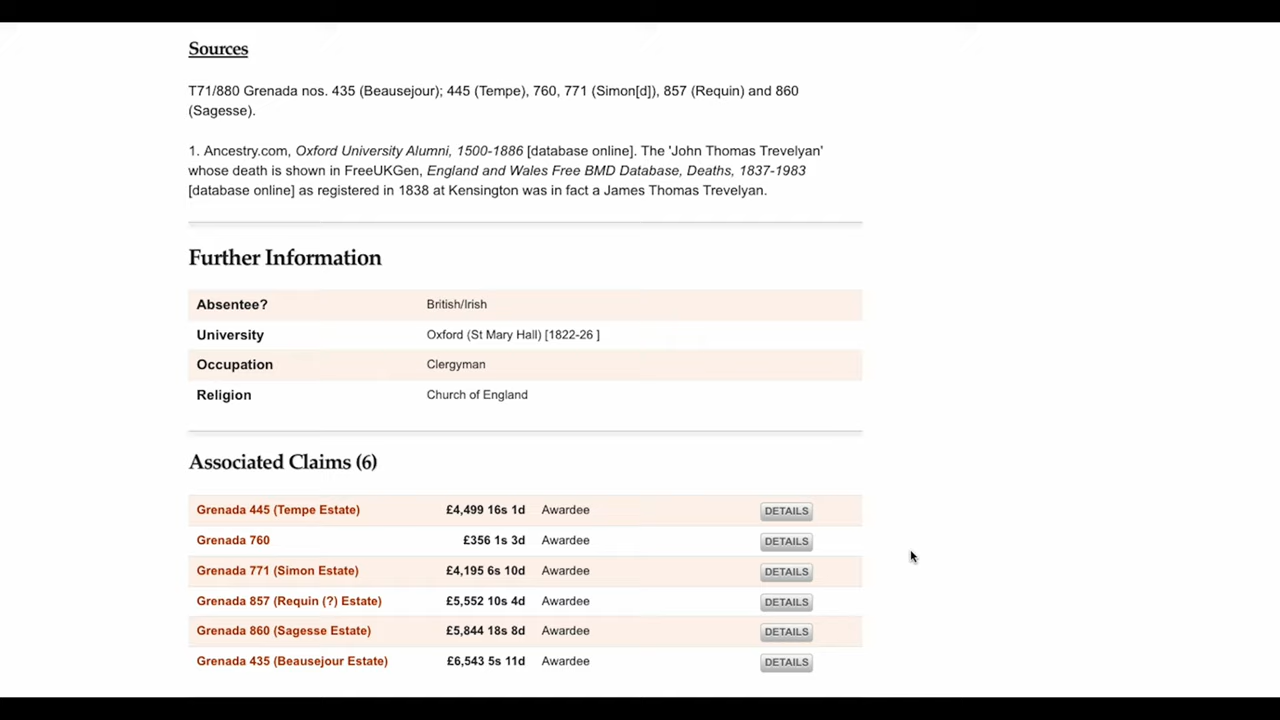 Sources
T71/880 Grenada nos. 435 (Beausejour); 445 (Tempe), 760, 771 (Simon[d]), 857 (Requin) and 860
(Sagesse).
1. Ancestry.com, Oxford University Alumni, 1500-1886 [database online]. The 'John Thomas Trevelyan'
whose death is shown in FreeUKGen, England and Wales Free BMD Database, Deaths, 1837-1983
[database online] as registered in 1838 at Kensington was in fact a James Thomas Trevelyan.
Further Information
Absentee? British/Irish
University Oxford (St Mary Hall) [1822-26 ]
Occupation Clergyman
Religion Church of England
Associated Claims (6)
Grenada 445 (Tempe Estate) £4,499 16s 1d Awardee DETAILS
Grenada 760 £356 1s 3d Awardee DETAILS
Grenada 771 (Simon Estate) £4,195 6s 10d Awardee DETAILS
Grenada 857 (Requin (?) Estate) £5,552 10s 4d Awardee DETAILS
Grenada 860 (Sagesse Estate) £5,844 18s 8d Awardee DETAILS
Grenada 435 (Beausejour Estate) £6,543 5s 11d Awardee DETAILS